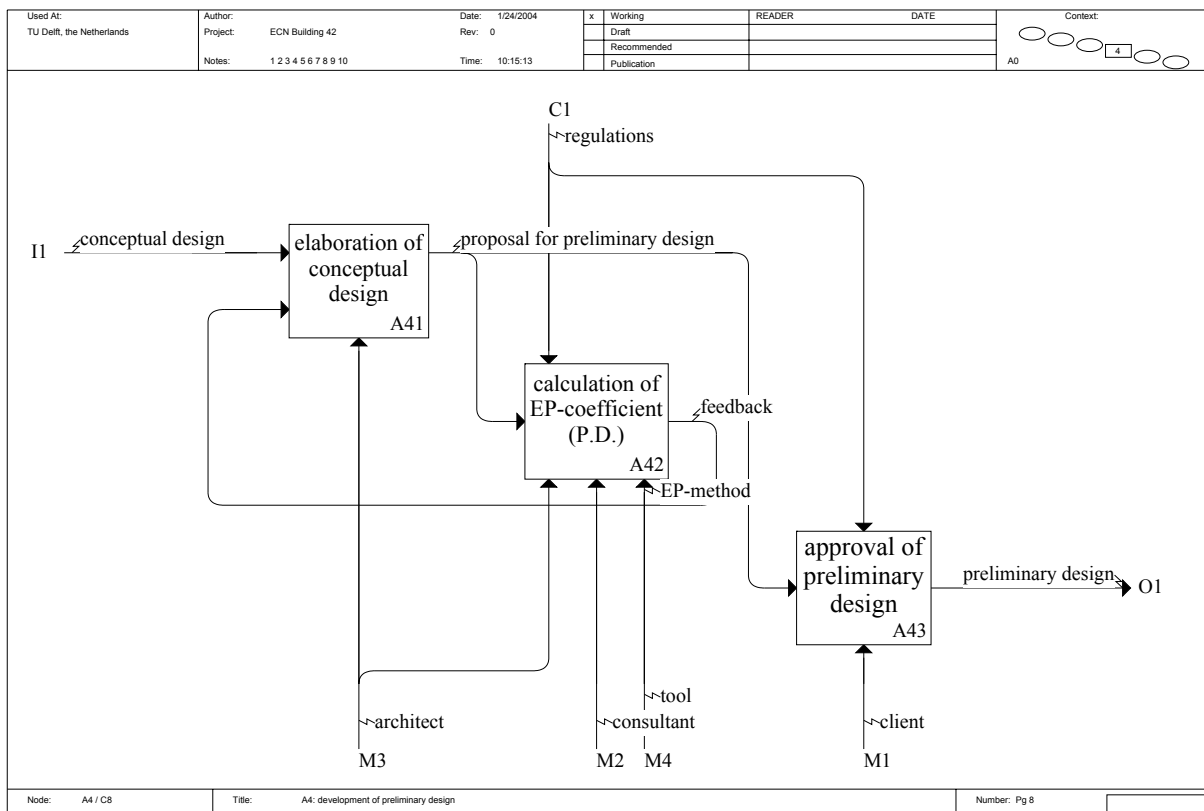 Used At:
TU Delft, the Netherlands
Author:
Project: ECN Building 42
Notes: 1 2 3 4 5 6 7 8 9 10
Date: 1/24/2004
Rev: 0
Time: 10:15:13
x Working
Draft
Recommended
Publication
READER DATE
Context:
4
A0
C1
regulations
I1
conceptual design
elaboration of
conceptual
design
A41
proposal for preliminary design
calculation of
EP-coefficient
(P.D.)
A42
feedback
EP-method
approval of
preliminary
design
A43
preliminary design
O1
architect
consultant
tool
client
M3
M2
M4
M1
Node: A4 / C8
Title: A4: development of preliminary design
Number: Pg 8